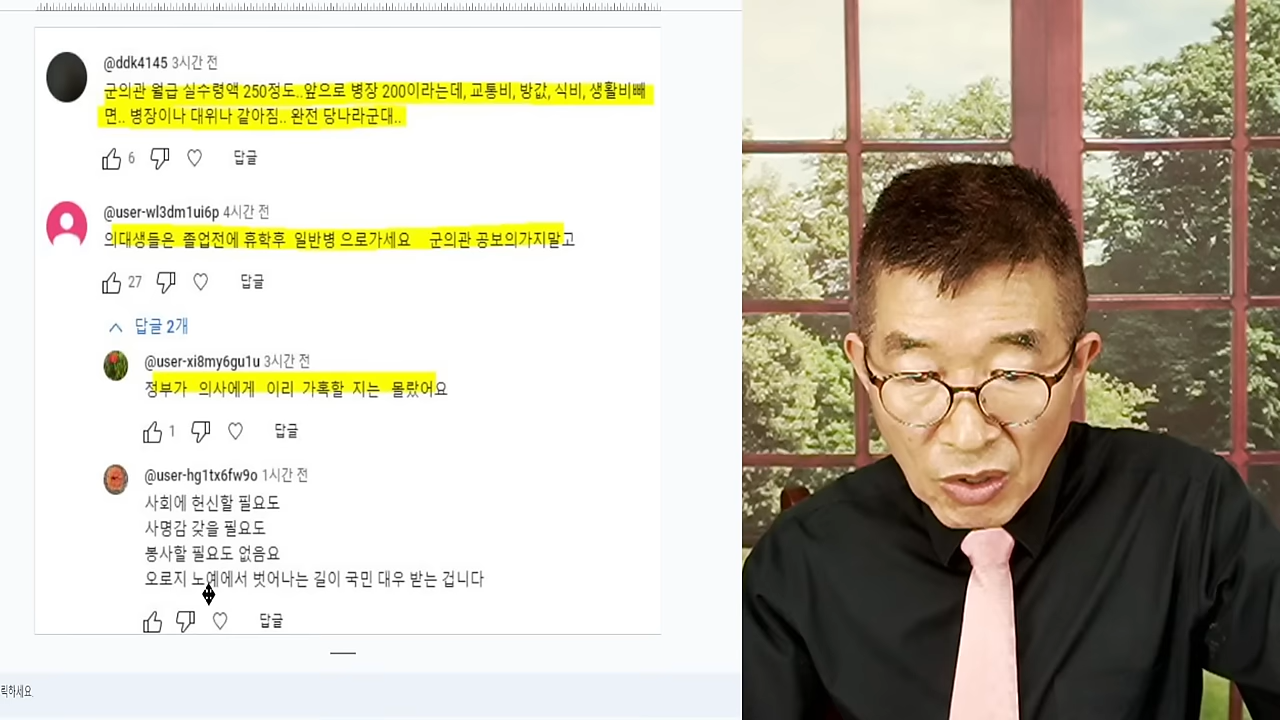 @ddk4145 3시간 전
군의관 월급 실수령액 250정도..앞으로 병장 200이라는데, 교통비, 방값, 식비, 생활비빼
면.. 병장이나 대위나 같아짐.. 완전 당나라군대..
6 답글
@user-wl3dm1ui6p 4시간 전
의대생들은 졸업전에 휴학후 일반병 으로가세요 군의관 공보의가지말고
27 답글
답글 2개
@user-xi8my6gu1u 3시간 전
정부가 의사에게 이리 가혹할 지는 몰랐어요
1 답글
@user-hg1tx6fw9o 1시간 전
사회에 헌신할 필요도
사명감 갖을 필요도
봉사할 필요도 없음요
오로지 노예에서 벗어나는 길이 국민 대우 받는 겁니다
답글
릭하세요.